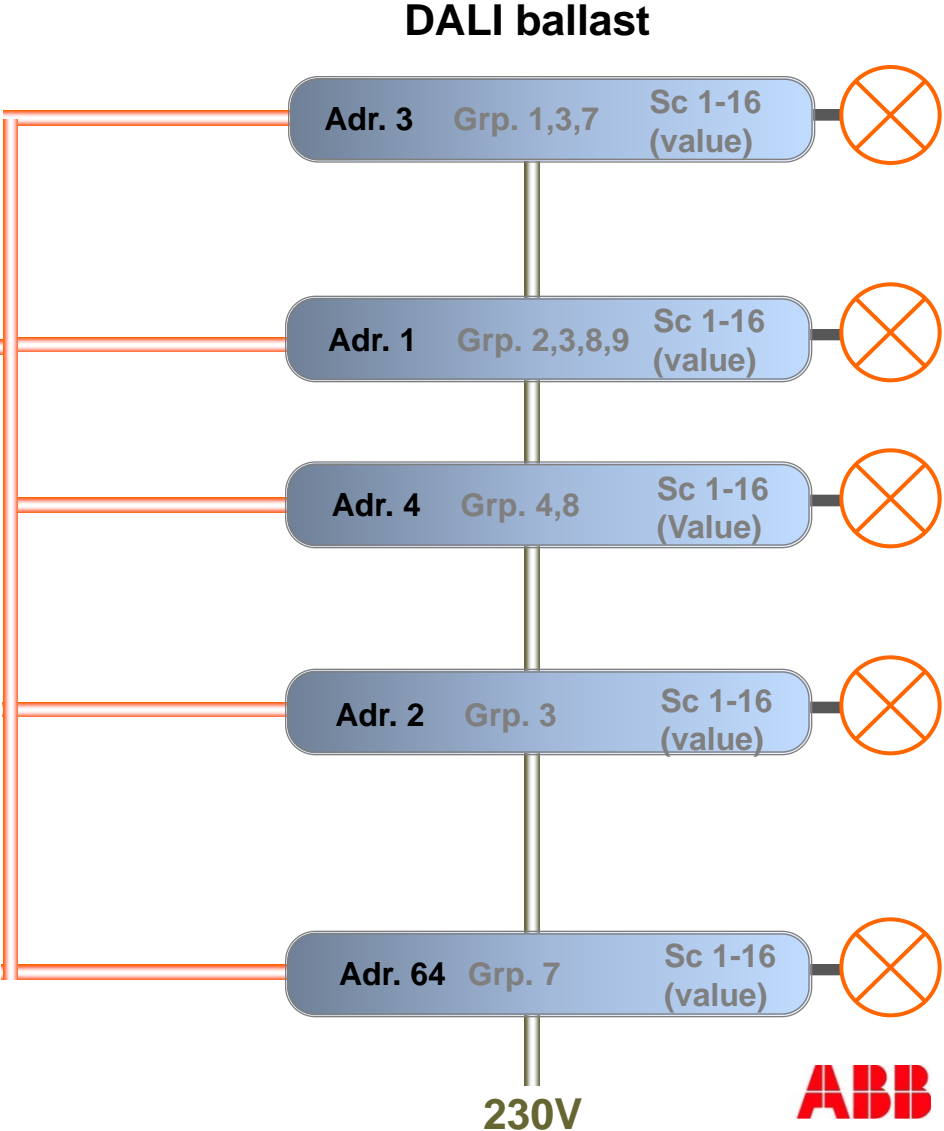 DALI ballast
Adr. 3 Grp. 1,3,7 Sc 1-16
(value)
Adr. 1 Grp. 2,3,8,9 Sc 1-16
(value)
Adr. 4 Grp. 4,8 Sc 1-16
(Value)
Adr. 2 Grp. 3 Sc 1-16
(value)
Adr. 64 Grp. 7 Sc 1-16
(value)
230V
ABB